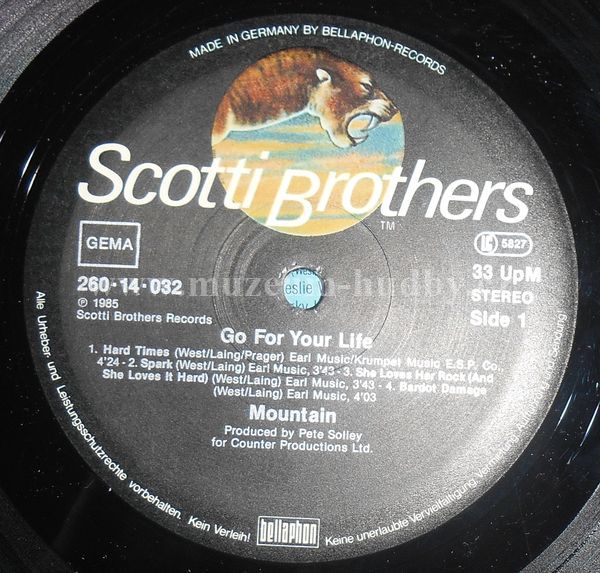 MADE IN GERMANY BY BELLAPHON-RECORDS
Scotti Brothers
TM
GEMA
LC 5827
260·14·032
33 UpM
STEREO
Side 1
℗ 1985
Scotti Brothers Records
West
eslie
sky
Go For Your Life
1. Hard Times (West/Laing/Prager) Earl Music/Krumpel Music E.S.P. Co.
4'24 - 2. Spark (West/Laing) Earl Music, 3'43 - 3. She Loves Her Rock (And
She Loves It Hard) (West/Laing) Earl Music, 3'43 - 4. Bardot Damage
(West/Laing) Earl Music, 4'03
Mountain
Produced by Pete Solley
for Counter Productions Ltd.
bellaphon
Alle Urheber- und Leistungsschutzrechte vorbehalten. Kein Verleih! Keine unerlaubte Vervielfältigung